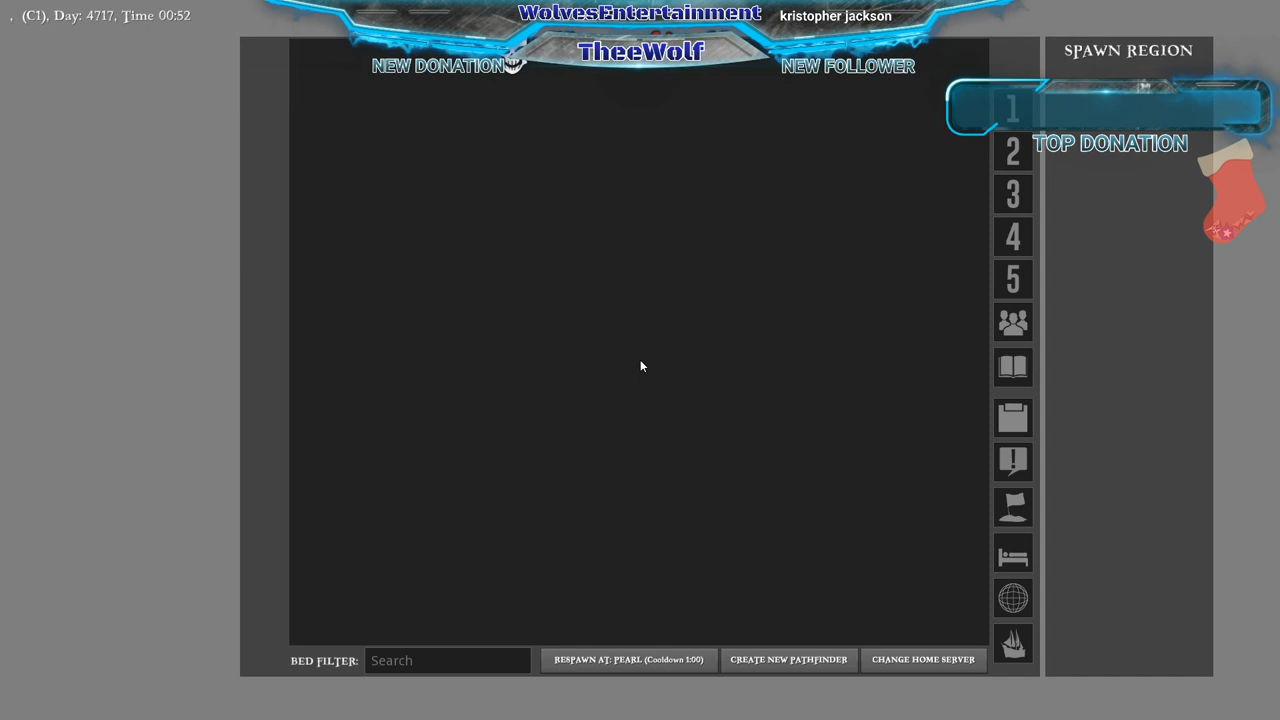 , (C1), Day: 4717, Time 00:52
WolvesEntertainment
kristopher jackson
TheeWolf
NEW DONATION
NEW FOLLOWER
SPAWN REGION
TOP DONATION
1
2
3
4
5
BED FILTER:
Search
RESPAWN AT: PEARL (Cooldown 1:00)
CREATE NEW PATHFINDER
CHANGE HOME SERVER